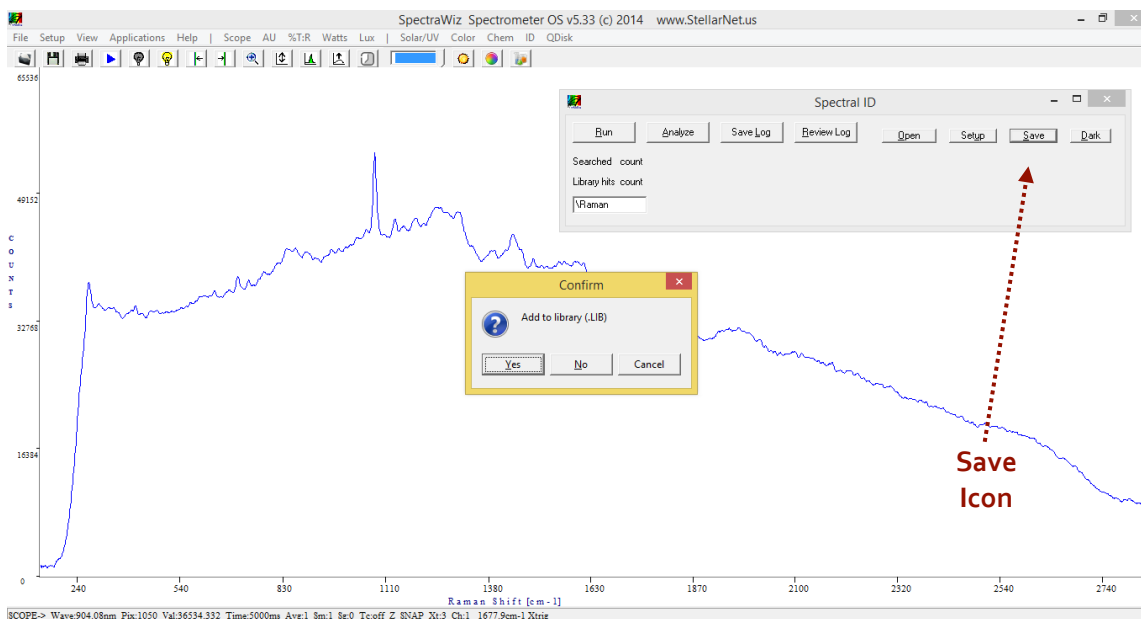 SpectraWiz Spectrometer OS v5.33 (c) 2014 www.StellarNet.us
File Setup View Applications Help | Scope AU %T:R Watts Lux | Solar/UV Color Chem ID QDisk
65536
49152
32768
16384
0
COUNTS
Spectral ID
Run Analyze Save Log Review Log Open Setup Save Dark
Searched count
Library hits count
\Raman
Confirm
Add to library (.LIB)
Yes No Cancel
Save
Icon
240 540 830 1110 1380 1630 1870 2100 2320 2540 2740
Raman Shift [cm-1]
SCOPE-> Wave:904.08nm Pix:1050 Val:36534.332 Time:5000ms Avg:1 Sm:1 Sg:0 Tc:off Z SNAP Xt:3 Ch:1 1677.9cm-1 Xtrig